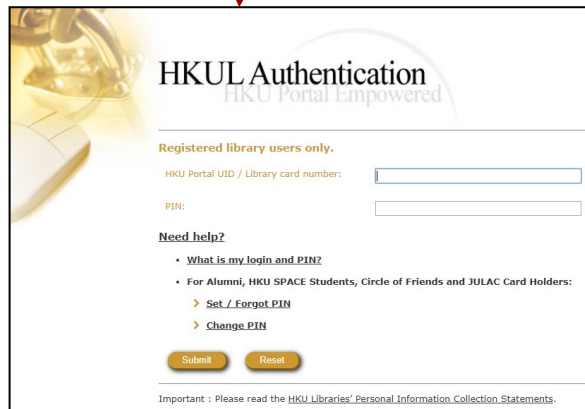 HKUL Authentication
HKU Portal Empowered
Registered library users only.
HKU Portal UID / Library card number:
PIN:
Need help?
• What is my login and PIN?
• For Alumni, HKU SPACE Students, Circle of Friends and JULAC Card Holders:
> Set / Forgot PIN
> Change PIN
Submit Reset
Important : Please read the HKU Libraries' Personal Information Collection Statements.